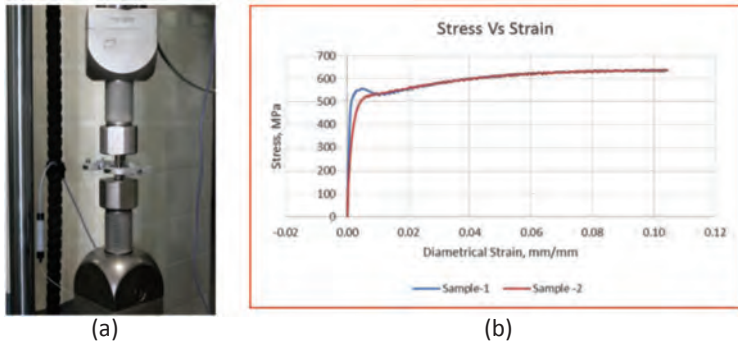 Stress Vs Strain
700
600
500
400
300
200
100
0
Stress, MPa
-0.02
0.00
0.02
0.04
0.06
0.08
0.10
0.12
Diametrical Strain, mm/mm
Sample-1
Sample -2
(a)
(b)